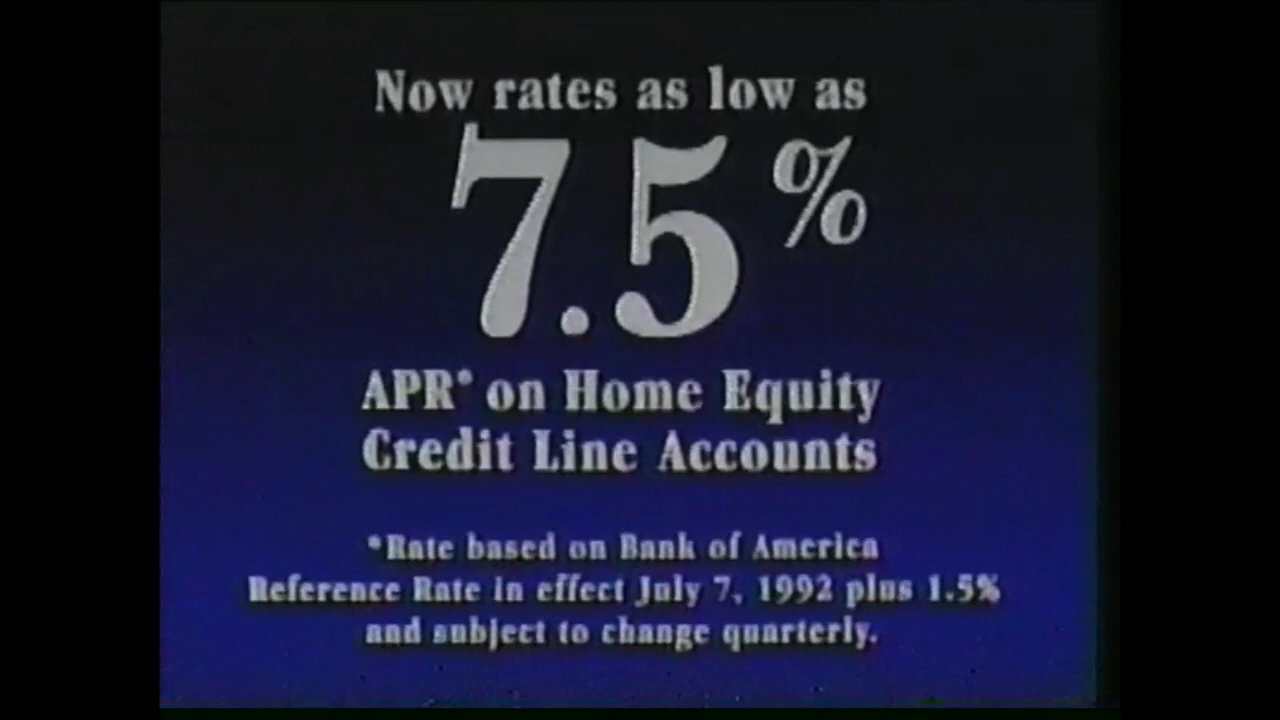 Now rates as low as
7.5%
APR* on Home Equity
Credit Line Accounts
*Rate based on Bank of America
Reference Rate in effect July 7, 1992 plus 1.5%
and subject to change quarterly.